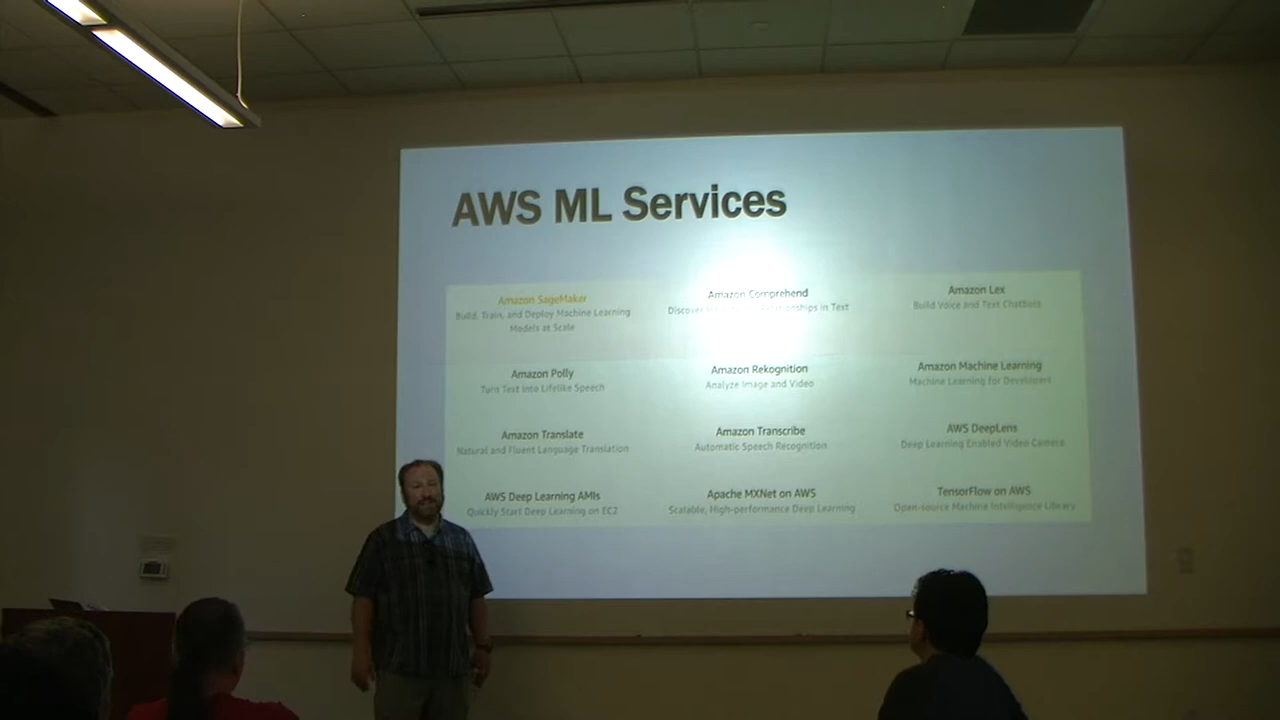 AWS ML Services
Amazon SageMaker
Build, Train, and Deploy Machine Learning
Models at Scale
Amazon Comprehend
Discover Relationships in Text
Amazon Lex
Build Voice and Text Chatbots
Amazon Polly
Turn Text Into Lifelike Speech
Amazon Rekognition
Analyze Image and Video
Amazon Machine Learning
Machine Learning for Developers
Amazon Translate
Natural and Fluent Language Translation
Amazon Transcribe
Automatic Speech Recognition
AWS DeepLens
Deep Learning Enabled Video Camera
AWS Deep Learning AMIs
Quickly Start Deep Learning on EC2
Apache MXNet on AWS
Scalable, High-performance Deep Learning
TensorFlow on AWS
Open-source Machine Intelligence Library